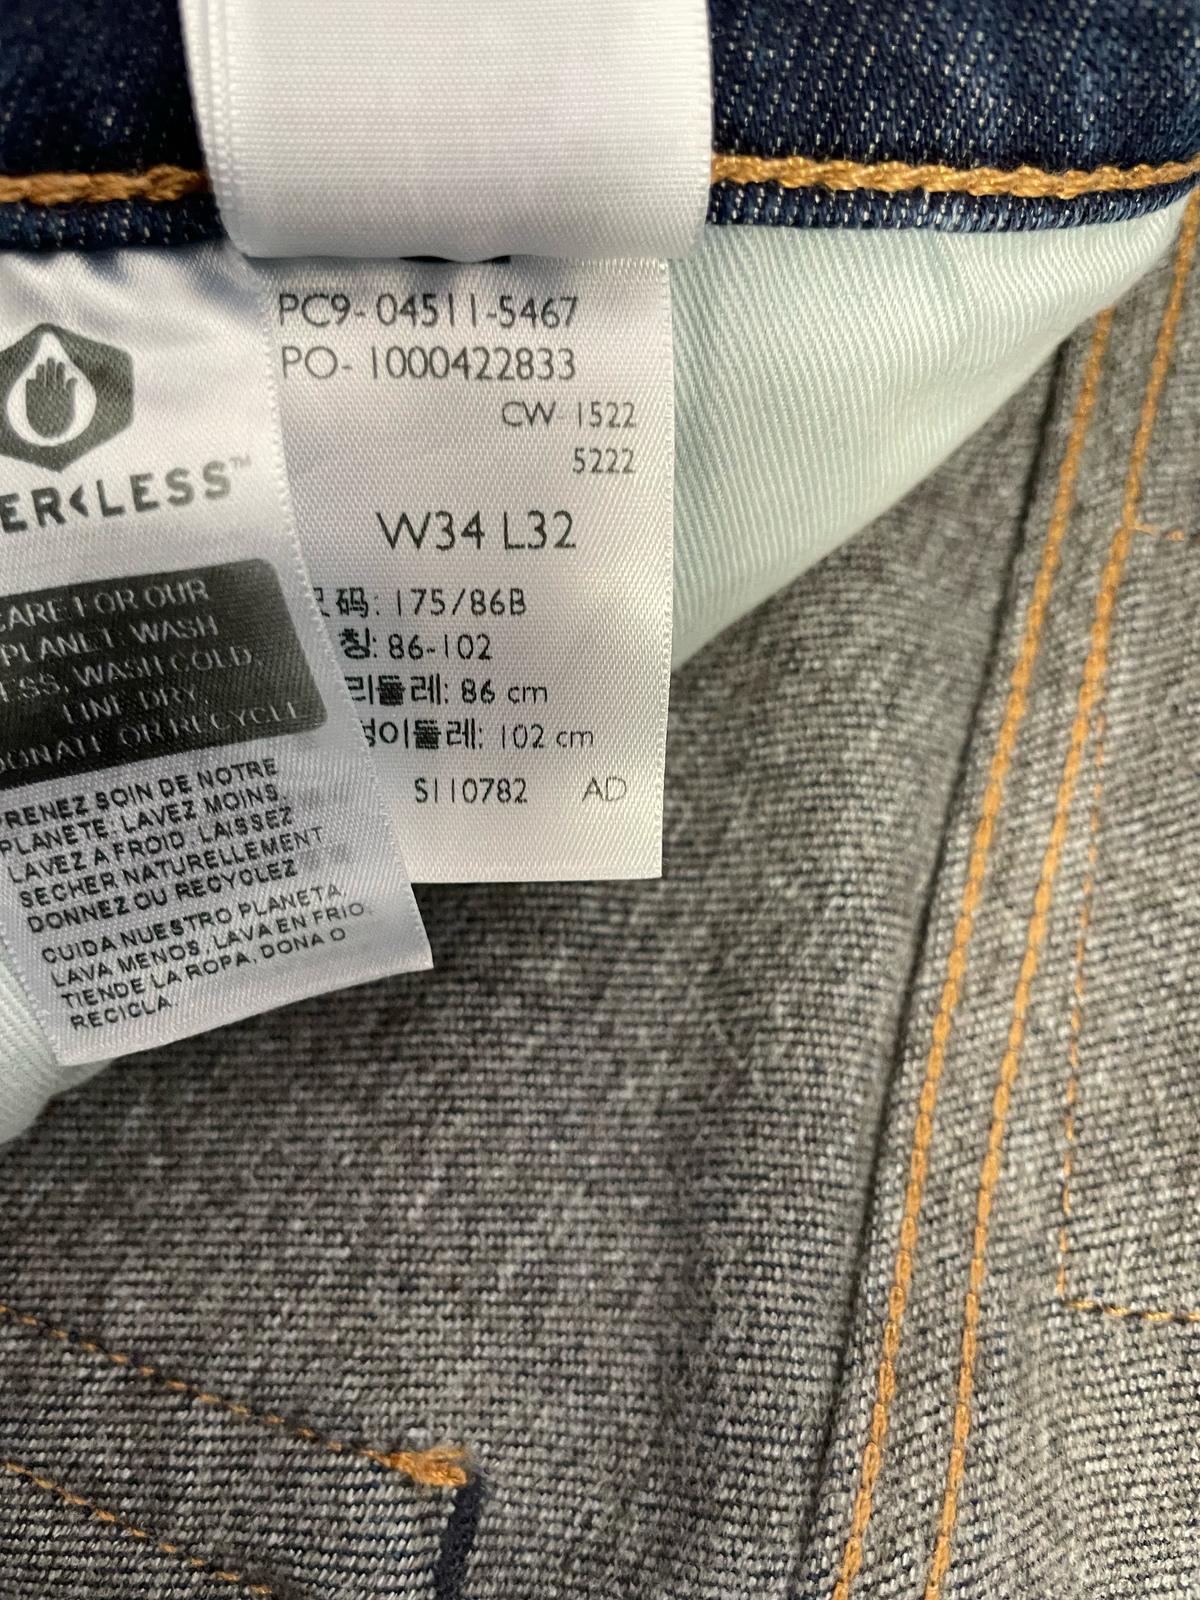 PC9-04511-5467
PO-1000422833
CW-1522
5222
W34 L32
码: 175/86B
칭: 86-102
리둘레: 86 cm
덩이둘레: 102 cm
S110782 AD
ER<LESS™
CARE FOR OUR
PLANET: WASH
ESS, WASH COLD,
LINE DRY,
DONATE OR RECYCLE
PRENEZ SOIN DE NOTRE
PLANETE: LAVEZ MOINS,
LAVEZ A FROID, LAISSEZ
SECHER NATURELLEMENT
DONNEZ OU RECYCLEZ
CUIDA NUESTRO PLANETA,
LAVA MENOS, LAVA EN FRIO,
TIENDE LA ROPA, DONA O
RECICLA.